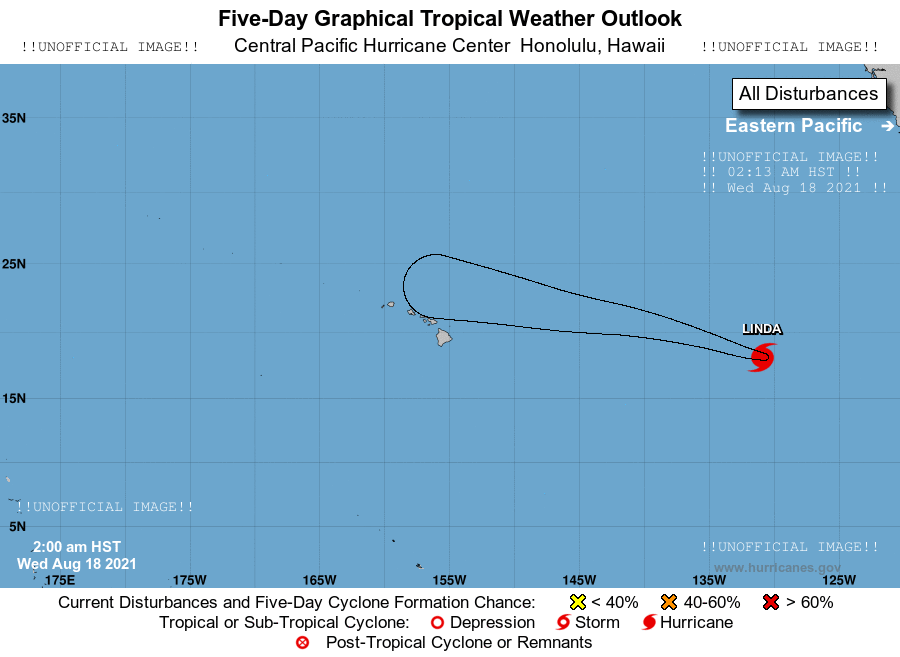 Five-Day Graphical Tropical Weather Outlook
!!UNOFFICIAL IMAGE!! Central Pacific Hurricane Center Honolulu, Hawaii !!UNOFFICIAL IMAGE!!
All Disturbances
35N
Eastern Pacific
!!UNOFFICIAL IMAGE!!
!! 02:13 AM HST !!
!! Wed Aug 18 2021 !!
25N
LINDA
15N
!!UNOFFICIAL IMAGE!!
5N
2:00 am HST
Wed Aug 18 2021
!!UNOFFICIAL IMAGE!!
www.hurricanes.gov
175E 175W 165W 155W 145W 135W 125W
Current Disturbances and Five-Day Cyclone Formation Chance: < 40% 40-60% > 60%
Tropical or Sub-Tropical Cyclone: Depression Storm Hurricane
Post-Tropical Cyclone or Remnants